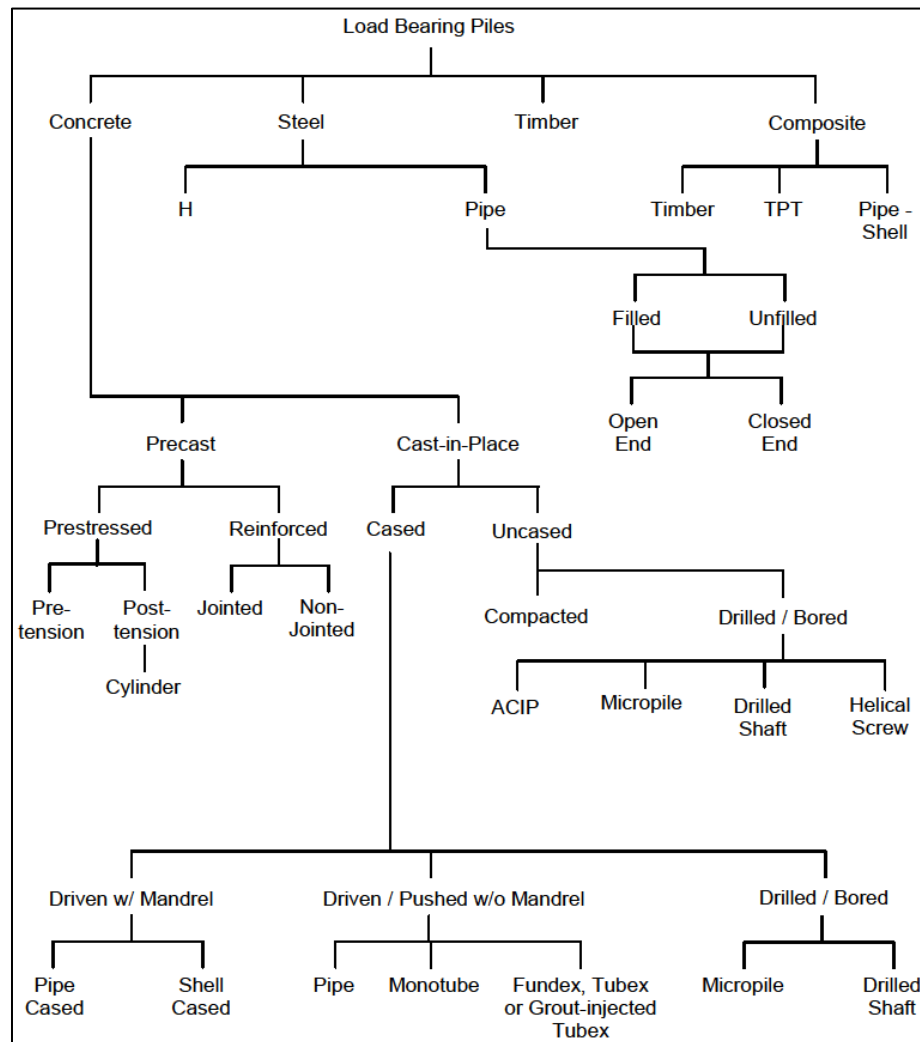 Load Bearing Piles
Concrete
Steel
Timber
Composite
H
Pipe
Timber
TPT
Pipe -
Shell
Filled
Unfilled
Open
End
Closed
End
Precast
Cast-in-Place
Prestressed
Reinforced
Cased
Uncased
Pre-
tension
Post-
tension
Jointed
Non-
Jointed
Compacted
Drilled / Bored
Cylinder
ACIP
Micropile
Drilled
Shaft
Helical
Screw
Driven w/ Mandrel
Driven / Pushed w/o Mandrel
Drilled / Bored
Pipe
Cased
Shell
Cased
Pipe
Monotube
Fundex, Tubex
or Grout-injected
Tubex
Micropile
Drilled
Shaft